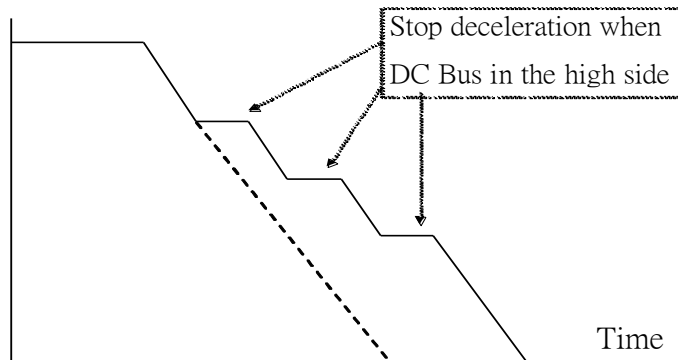 Stop deceleration when
DC Bus in the high side
Time